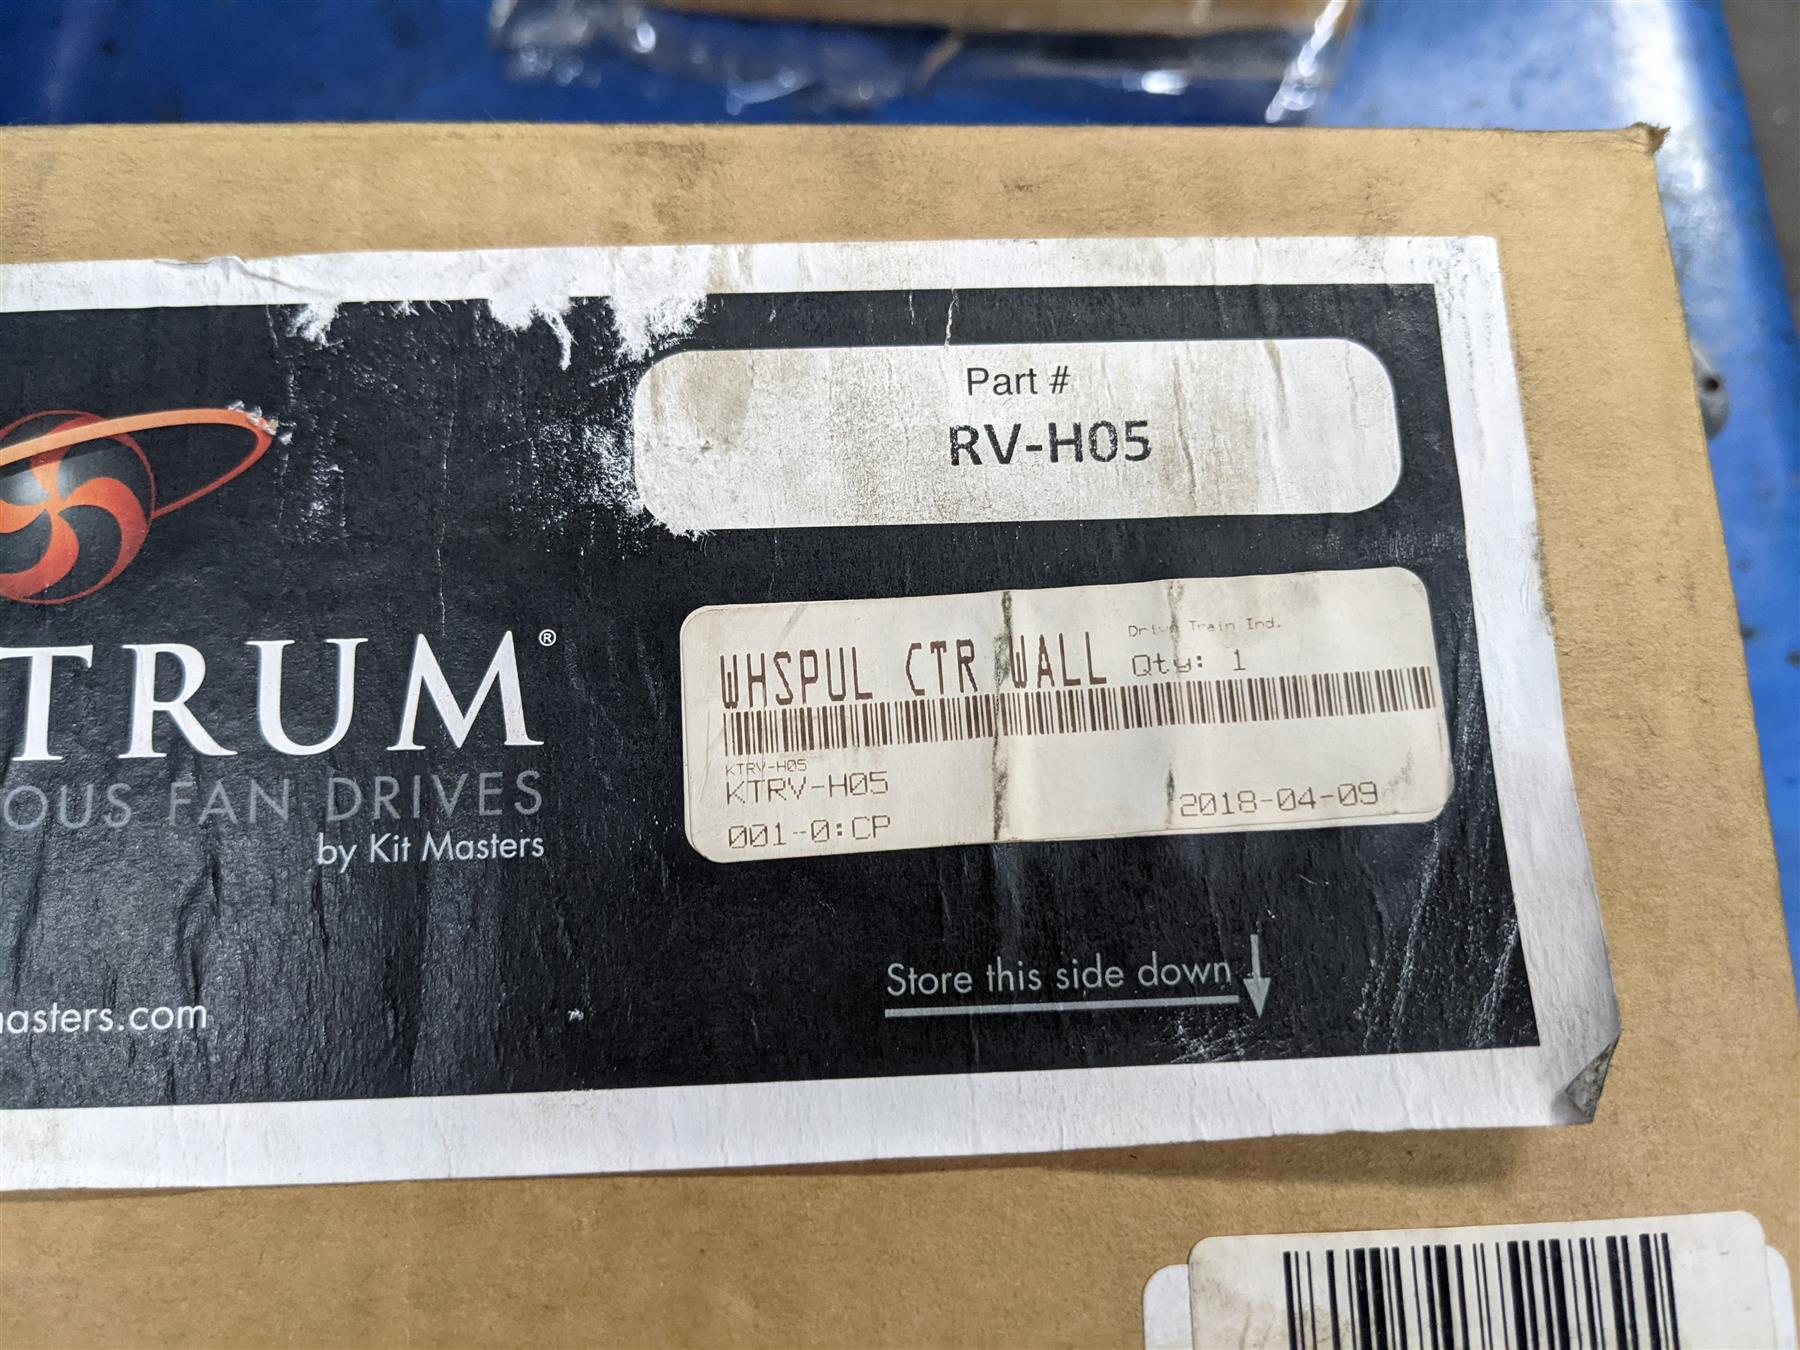 Part #
RV-H05
TRUM®
OUS FAN DRIVES
by Kit Masters
WHSPUL CTR WALL
Drive Train Ind.
Qty: 1
KTRV-H05
KTRV-H05
001-0:CP
2018-04-09
Store this side down
asters.com